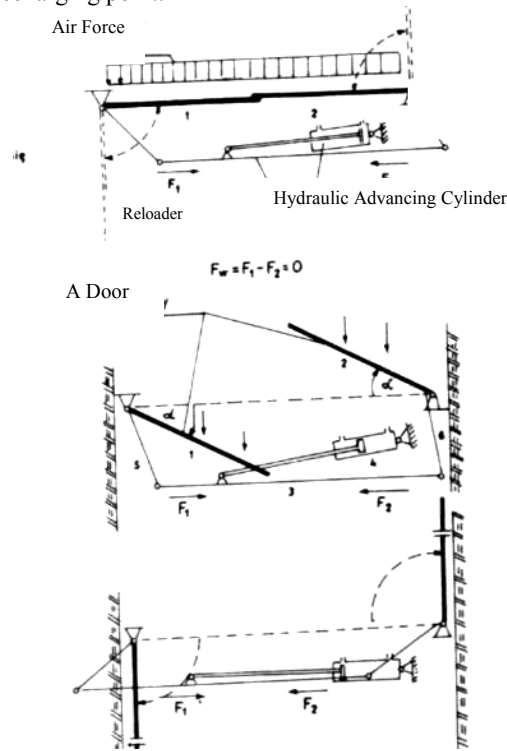 Air Force
1
2
F1
Hydraulic Advancing Cylinder
Reloader
Fw = F1 - F2 = 0
A Door
2
α
α
1
6
5
4
3
F1
F2
F1
F2